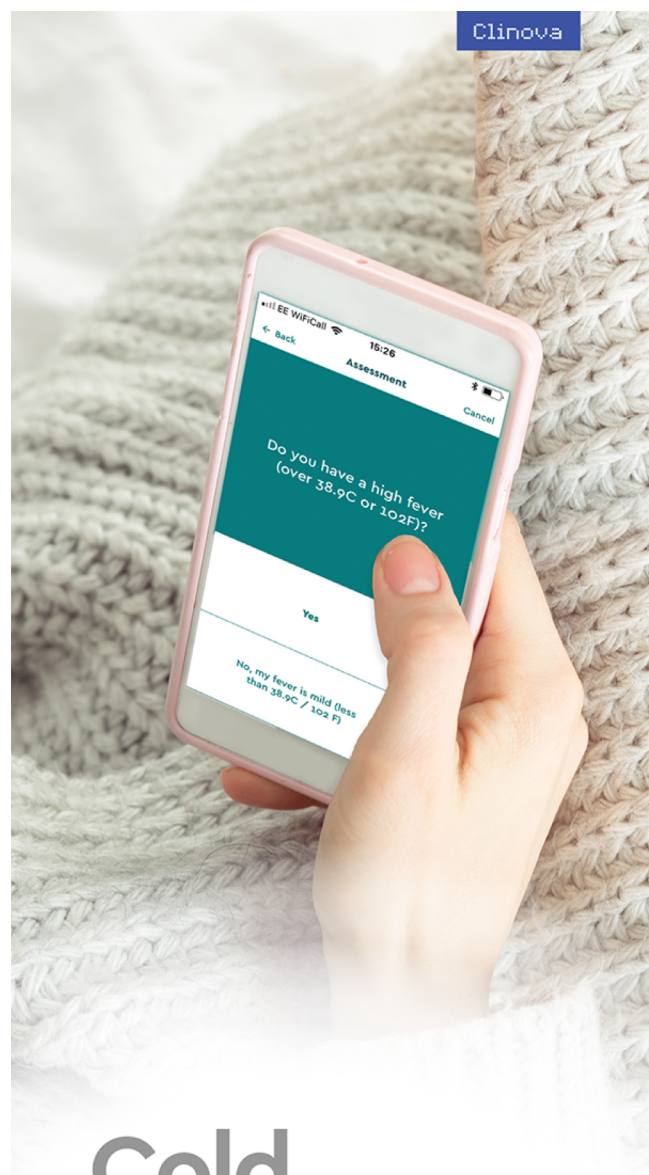 Clinova
EE WiFiCall
15:26
← Back
Assessment
Cancel
Do you have a high fever
(over 38.9C or 102F)?
Yes
No, my fever is mild (less
than 38.9C / 102 F)
Cold